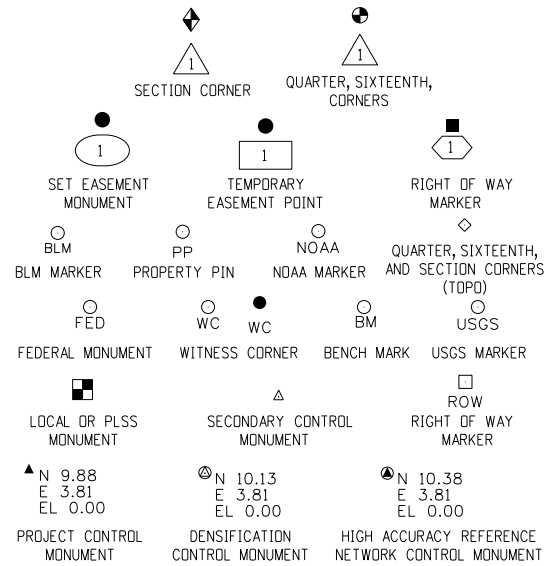 1
SECTION CORNER
1
QUARTER, SIXTEENTH,
CORNERS
1
SET EASEMENT
MONUMENT
1
TEMPORARY
EASEMENT POINT
1
RIGHT OF WAY
MARKER
BLM
BLM MARKER
PP
PROPERTY PIN
NOAA
NOAA MARKER
QUARTER, SIXTEENTH,
AND SECTION CORNERS
(TOPO)
FED
FEDERAL MONUMENT
WC
WC
WITNESS CORNER
BM
BENCH MARK
USGS
USGS MARKER
LOCAL OR PLSS
MONUMENT
SECONDARY CONTROL
MONUMENT
ROW
RIGHT OF WAY
MARKER
N 9.88
E 3.81
EL 0.00
PROJECT CONTROL
MONUMENT
N 10.13
E 3.81
EL 0.00
DENSIFICATION
CONTROL MONUMENT
N 10.38
E 3.81
EL 0.00
HIGH ACCURACY REFERENCE
NETWORK CONTROL MONUMENT